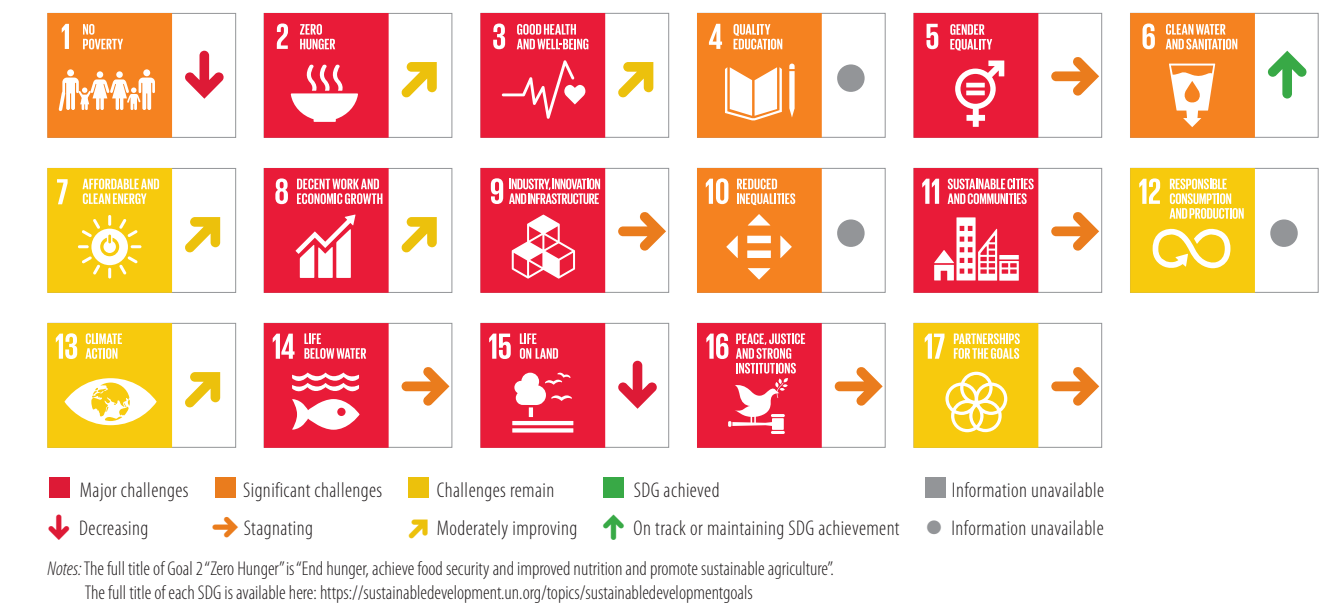 1 NO
POVERTY
2 ZERO
HUNGER
3 GOOD HEALTH
AND WELL-BEING
4 QUALITY
EDUCATION
5 GENDER
EQUALITY
6 CLEAN WATER
AND SANITATION
7 AFFORDABLE AND
CLEAN ENERGY
8 DECENT WORK AND
ECONOMIC GROWTH
9 INDUSTRY, INNOVATION
AND INFRASTRUCTURE
10 REDUCED
INEQUALITIES
11 SUSTAINABLE CITIES
AND COMMUNITIES
12 RESPONSIBLE
CONSUMPTION
AND PRODUCTION
13 CLIMATE
ACTION
14 LIFE
BELOW WATER
15 LIFE
ON LAND
16 PEACE, JUSTICE
AND STRONG
INSTITUTIONS
17 PARTNERSHIPS
FOR THE GOALS
Major challenges
Significant challenges
Challenges remain
SDG achieved
Information unavailable
Decreasing
Stagnating
Moderately improving
On track or maintaining SDG achievement
Information unavailable
Notes: The full title of Goal 2 “Zero Hunger” is “End hunger, achieve food security and improved nutrition and promote sustainable agriculture”.
The full title of each SDG is available here: https://sustainabledevelopment.un.org/topics/sustainabledevelopmentgoals